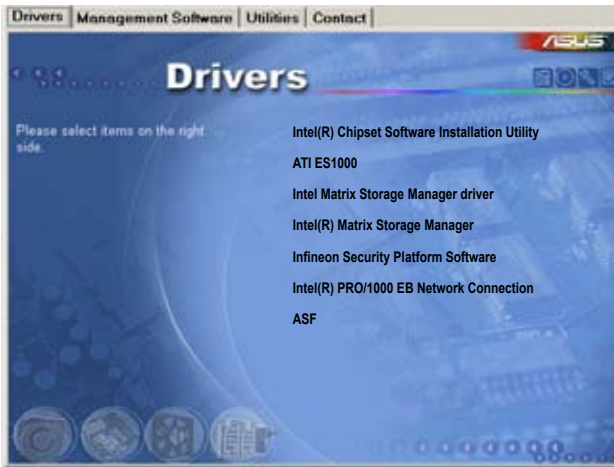 Drivers Management Software Utilities Contact
ASUS
Drivers
Please select items on the right
side.
Intel(R) Chipset Software Installation Utility
ATI ES1000
Intel Matrix Storage Manager driver
Intel(R) Matrix Storage Manager
Infineon Security Platform Software
Intel(R) PRO/1000 EB Network Connection
ASF